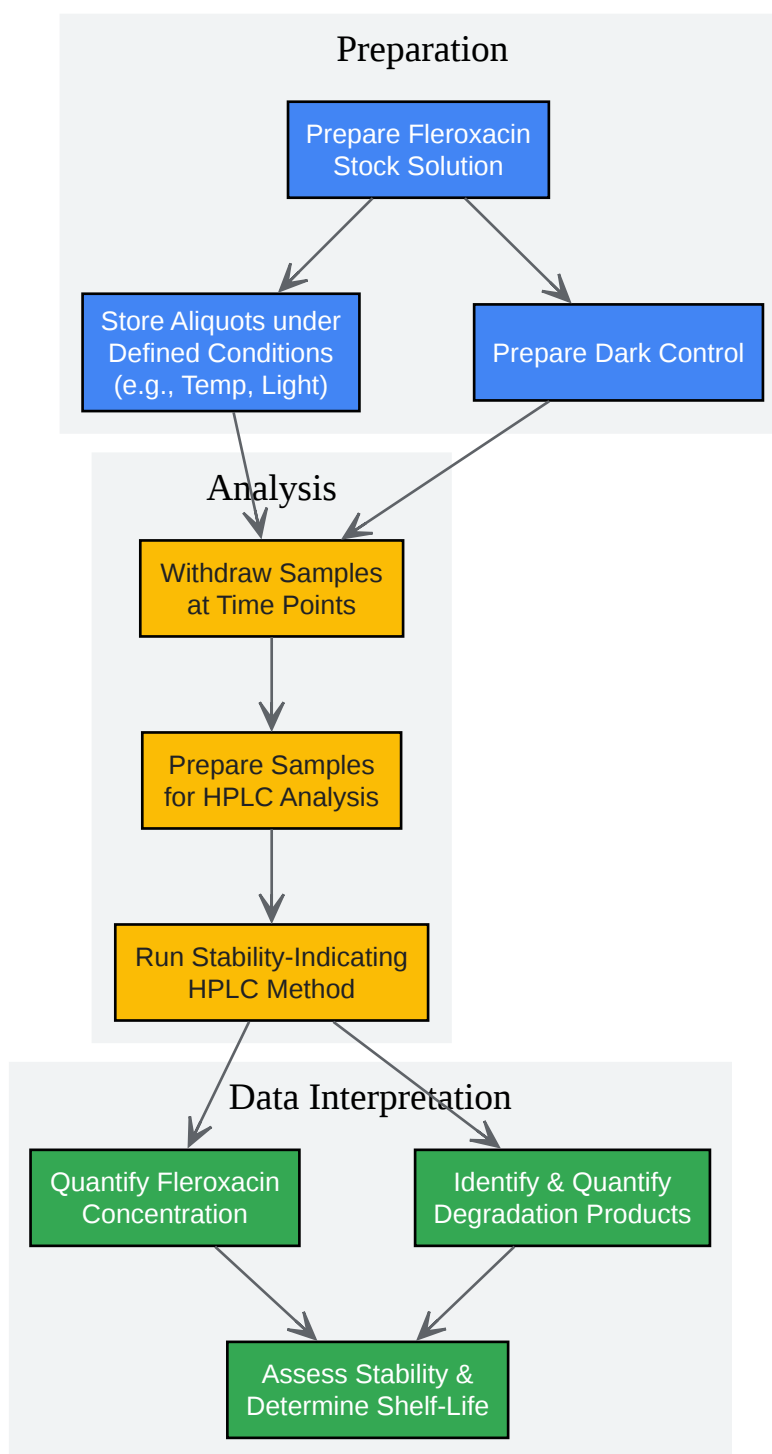 Preparation
Prepare Fleroxacin
Stock Solution
Store Aliquots under
Defined Conditions
(e.g., Temp, Light)
Prepare Dark Control
Analysis
Withdraw Samples
at Time Points
Prepare Samples
for HPLC Analysis
Run Stability-Indicating
HPLC Method
Data Interpretation
Quantify Fleroxacin
Concentration
Identify & Quantify
Degradation Products
Assess Stability &
Determine Shelf-Life